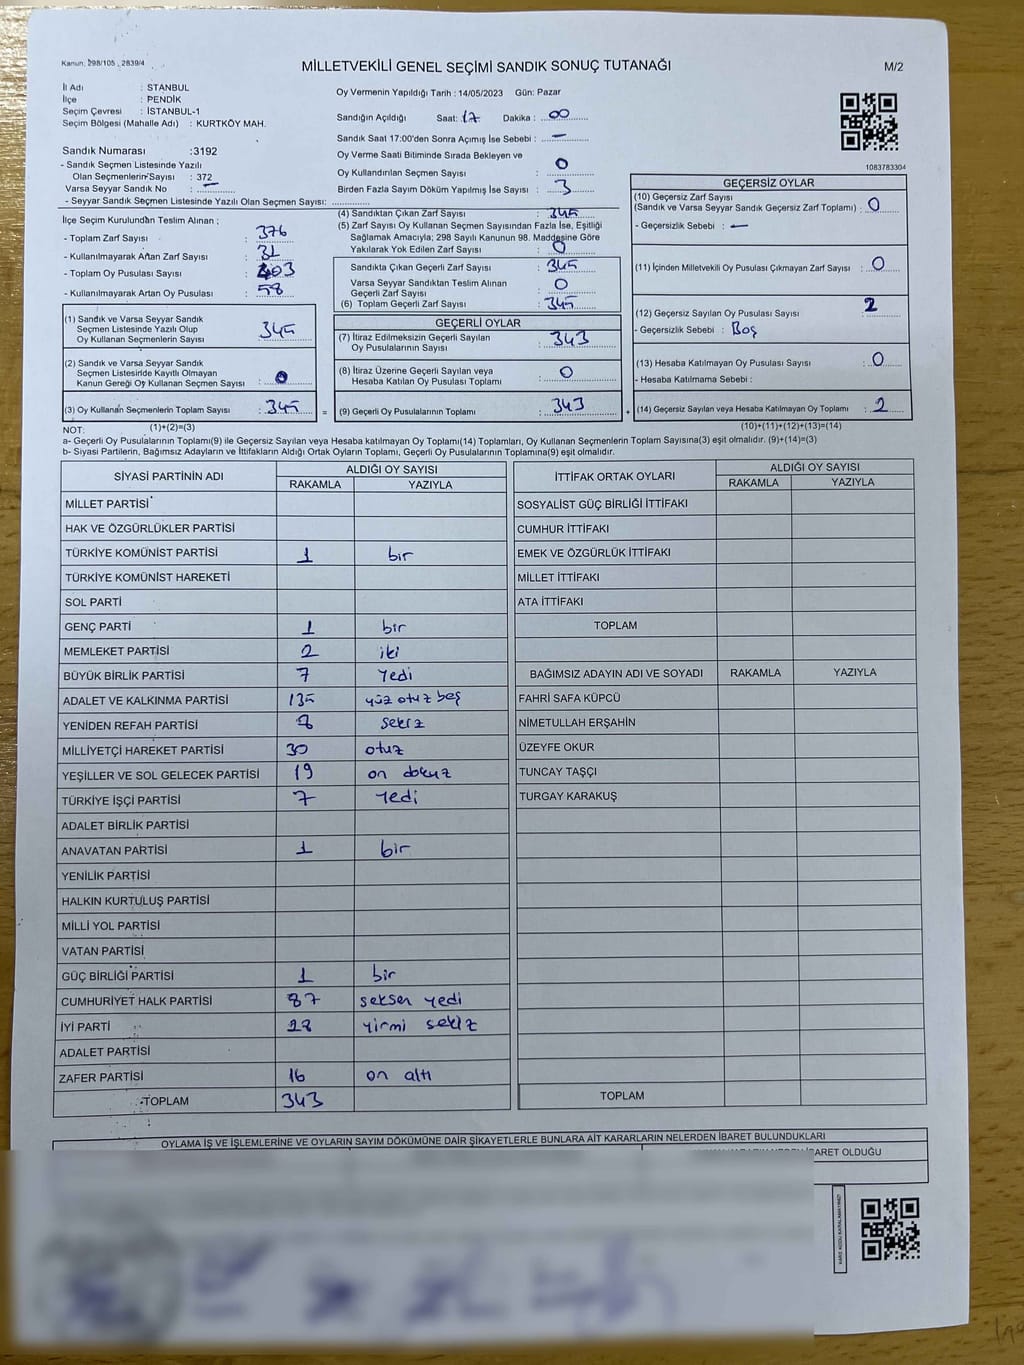 Kanun: 298/105 , 2839/4
MİLLETVEKİLİ GENEL SEÇİMİ SANDIK SONUÇ TUTANAĞI
M/2
İl Adı : STANBUL
İlçe : PENDİK
Seçim Çevresi : İSTANBUL-1
Seçim Bölgesi (Mahalle Adı) : KURTKÖY MAH.
Sandık Numarası :3192
- Sandık Seçmen Listesinde Yazılı
Olan Seçmenlerin Sayısı : 372
Varsa Seyyar Sandık No : —
- Seyyar Sandık Seçmen Listesinde Yazılı Olan Seçmen Sayısı:
Oy Vermenin Yapıldığı Tarih : 14/05/2023 Gün: Pazar
Sandığın Açıldığı Saat: 17 Dakika : 00
Sandık Saat 17:00'den Sonra Açımış İse Sebebi : —
Oy Verme Saati Bitiminde Sırada Bekleyen ve
Oy Kullandırılan Seçmen Sayısı : 0
Birden Fazla Sayım Döküm Yapılmış İse Sayısı : 3
1083783304
İlçe Seçim Kurulundan Teslim Alınan ;
- Toplam Zarf Sayısı : 376
- Kullanılmayarak Artan Zarf Sayısı : 31
- Toplam Oy Pusulası Sayısı : 403
- Kullanılmayarak Artan Oy Pusulası : 58
(1) Sandık ve Varsa Seyyar Sandık
Seçmen Listesinde Yazılı Olup
Oy Kullanan Seçmenlerin Sayısı : 345
(2) Sandık ve Varsa Seyyar Sandık
Seçmen Listesinde Kayıtlı Olmayan
Kanun Gereği Oy Kullanan Seçmen Sayısı : 0
(3) Oy Kullanan Seçmenlerin Toplam Sayısı : 345
(4) Sandıktan Çıkan Zarf Sayısı : 345
(5) Zarf Sayısı Oy Kullanan Seçmen Sayısından Fazla İse, Eşitliği
Sağlamak Amacıyla; 298 Sayılı Kanunun 98. Maddesine Göre
Yakılarak Yok Edilen Zarf Sayısı : 0
Sandıkta Çıkan Geçerli Zarf Sayısı : 345
Varsa Seyyar Sandıktan Teslim Alınan
Geçerli Zarf Sayısı : 0
(6) Toplam Geçerli Zarf Sayısı : 345
GEÇERLİ OYLAR
(7) İtiraz Edilmeksizin Geçerli Sayılan
Oy Pusulalarının Sayısı : 343
(8) İtiraz Üzerine Geçerli Sayılan veya
Hesaba Katılan Oy Pusulası Toplamı : 0
= (9) Geçerli Oy Pusulalarının Toplamı : 343
GEÇERSİZ OYLAR
(10) Geçersiz Zarf Sayısı
(Sandık ve Varsa Seyyar Sandık Geçersiz Zarf Toplamı) : 0
- Geçersizlik Sebebi : —
(11) İçinden Milletvekili Oy Pusulası Çıkmayan Zarf Sayısı : 0
(12) Geçersiz Sayılan Oy Pusulası Sayısı : 2
- Geçersizlik Sebebi : Boş
(13) Hesaba Katılmayan Oy Pusulası Sayısı : 0
- Hesaba Katılmama Sebebi :
+ (14) Geçersiz Sayılan veya Hesaba Katılmayan Oy Toplamı : 2
NOT: (1)+(2)=(3) (10)+(11)+(12)+(13)=(14)
a- Geçerli Oy Pusulalarının Toplamı(9) ile Geçersiz Sayılan veya Hesaba katılmayan Oy Toplamı(14) Toplamları, Oy Kullanan Seçmenlerin Toplam Sayısına(3) eşit olmalıdır. (9)+(14)=(3)
b- Siyasi Partilerin, Bağımsız Adayların ve İttifakların Aldığı Ortak Oyların Toplamı, Geçerli Oy Pusulalarının Toplamına(9) eşit olmalıdır.
SİYASİ PARTİNİN ADI ALDIĞI OY SAYISI
RAKAMLA YAZIYLA
MİLLET PARTİSİ
HAK VE ÖZGÜRLÜKLER PARTİSİ
TÜRKİYE KOMÜNİST PARTİSİ 1 bir
TÜRKİYE KOMÜNİST HAREKETİ
SOL PARTİ
GENÇ PARTİ 1 bir
MEMLEKET PARTİSİ 2 iki
BÜYÜK BİRLİK PARTİSİ 7 Yedi
ADALET VE KALKINMA PARTİSİ 135 yüz otuz beş
YENİDEN REFAH PARTİSİ 8 sekiz
MİLLİYETÇİ HAREKET PARTİSİ 30 otuz
YEŞİLLER VE SOL GELECEK PARTİSİ 19 on dokuz
TÜRKİYE İŞÇİ PARTİSİ 7 Yedi
ADALET BİRLİK PARTİSİ
ANAVATAN PARTİSİ 1 bir
YENİLİK PARTİSİ
HALKIN KURTULUŞ PARTİSİ
MİLLİ YOL PARTİSİ
VATAN PARTİSİ
GÜÇ BİRLİĞİ PARTİSİ 1 bir
CUMHURİYET HALK PARTİSİ 87 seksen yedi
İYİ PARTİ 28 yirmi sekiz
ADALET PARTİSİ
ZAFER PARTİSİ 16 on altı
TOPLAM 343
İTTİFAK ORTAK OYLARI ALDIĞI OY SAYISI
RAKAMLA YAZIYLA
SOSYALİST GÜÇ BİRLİĞİ İTTİFAKI
CUMHUR İTTİFAKI
EMEK VE ÖZGÜRLÜK İTTİFAKI
MİLLET İTTİFAKI
ATA İTTİFAKI
TOPLAM
BAĞIMSIZ ADAYIN ADI VE SOYADI RAKAMLA YAZIYLA
FAHRİ SAFA KÜPCÜ
NİMETULLAH ERŞAHİN
ÜZEYFE OKUR
TUNCAY TAŞÇI
TURGAY KARAKUŞ
TOPLAM
OYLAMA İŞ VE İŞLEMLERİNE VE OYLARIN SAYIM DÖKÜMÜNE DAİR ŞİKAYETLERLE BUNLARA AİT KARARLARIN NELERDEN İBARET BULUNDUKLARI
OLDUĞU